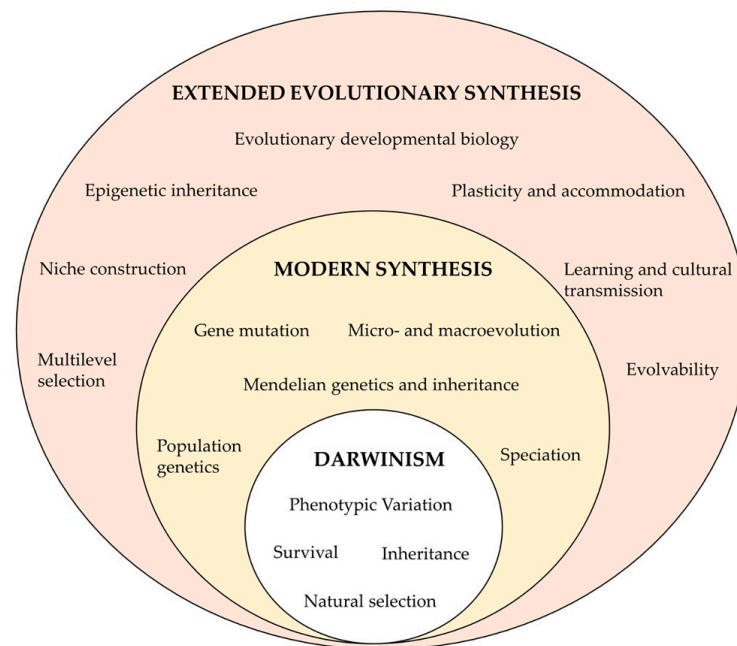 EXTENDED EVOLUTIONARY SYNTHESIS
Evolutionary developmental biology
Epigenetic inheritance
Plasticity and accommodation
Niche construction
Learning and cultural
transmission
Multilevel
selection
Evolvability
MODERN SYNTHESIS
Gene mutation
Micro- and macroevolution
Mendelian genetics and inheritance
Population
genetics
Speciation
DARWINISM
Phenotypic Variation
Survival
Inheritance
Natural selection